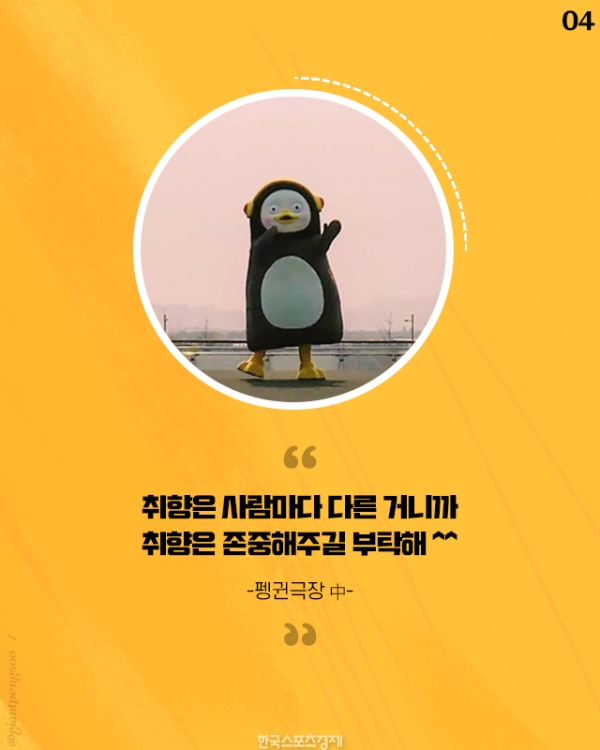 04
“
취향은 사람마다 다른 거니까
취향은 존중해주길 부탁해 ^^
-펭귄극장 中-
”
@giantpengsoo /
한국스포츠경제